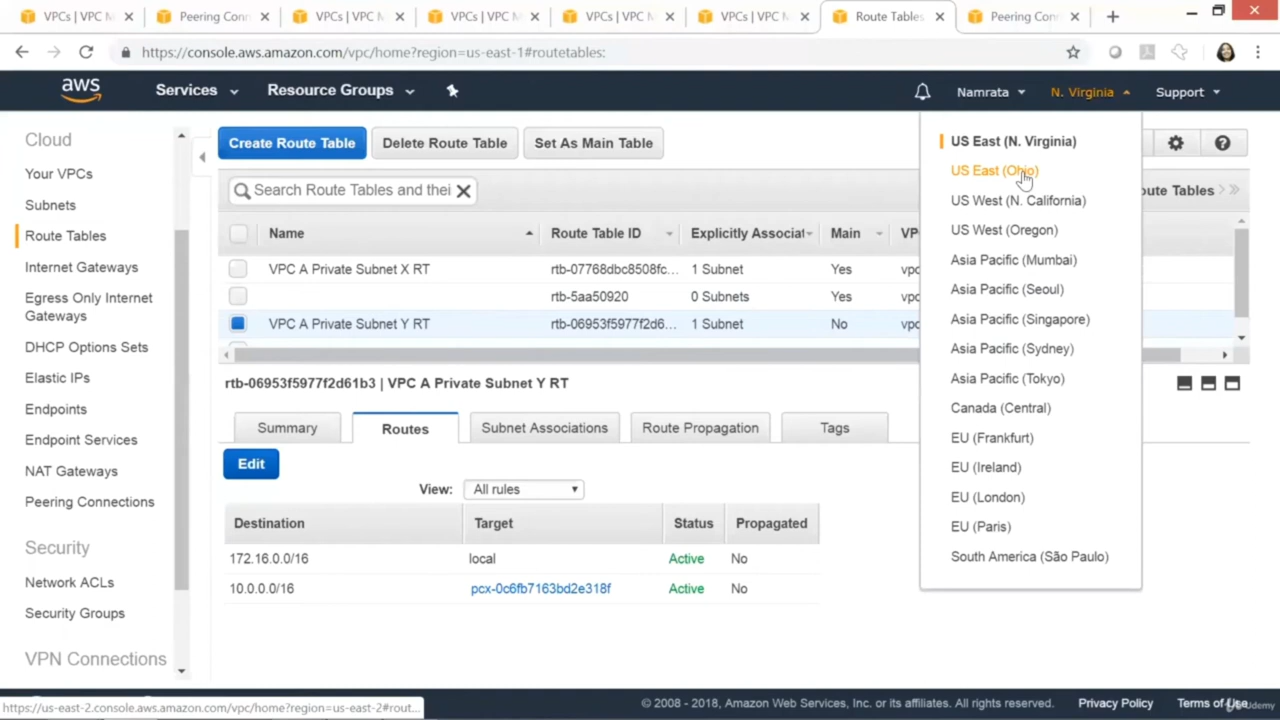 VPCs | VPC M
Peering Conn
VPCs | VPC M
VPCs | VPC M
VPCs | VPC M
VPCs | VPC M
Route Tables
Peering Conn
https://console.aws.amazon.com/vpc/home?region=us-east-1#routetables:
aws
Services
Resource Groups
Namrata
N. Virginia
Support
Cloud
Your VPCs
Subnets
Route Tables
Internet Gateways
Egress Only Internet
Gateways
DHCP Options Sets
Elastic IPs
Endpoints
Endpoint Services
NAT Gateways
Peering Connections
Security
Network ACLs
Security Groups
VPN Connections
Create Route Table
Delete Route Table
Set As Main Table
Search Route Tables and thei
oute Tables
Name
Route Table ID
Explicitly Associat
Main
VP
VPC A Private Subnet X RT
rtb-07768dbc8508fc...
1 Subnet
Yes
vpc
rtb-5aa50920
0 Subnets
Yes
vpc
VPC A Private Subnet Y RT
rtb-06953f5977f2d6...
1 Subnet
No
vpc
rtb-06953f5977f2d61b3 | VPC A Private Subnet Y RT
Summary
Routes
Subnet Associations
Route Propagation
Tags
Edit
View:
All rules
Destination
Target
Status
Propagated
172.16.0.0/16
local
Active
No
10.0.0.0/16
pcx-0c6fb7163bd2e318f
Active
No
US East (N. Virginia)
US East (Ohio)
US West (N. California)
US West (Oregon)
Asia Pacific (Mumbai)
Asia Pacific (Seoul)
Asia Pacific (Singapore)
Asia Pacific (Sydney)
Asia Pacific (Tokyo)
Canada (Central)
EU (Frankfurt)
EU (Ireland)
EU (London)
EU (Paris)
South America (São Paulo)
https://us-east-2.console.aws.amazon.com/vpc/home?region=us-east-2#rout...
© 2008 - 2018, Amazon Web Services, Inc. or its affiliates. All rights reserved.
Privacy Policy
Terms of Use
Udemy